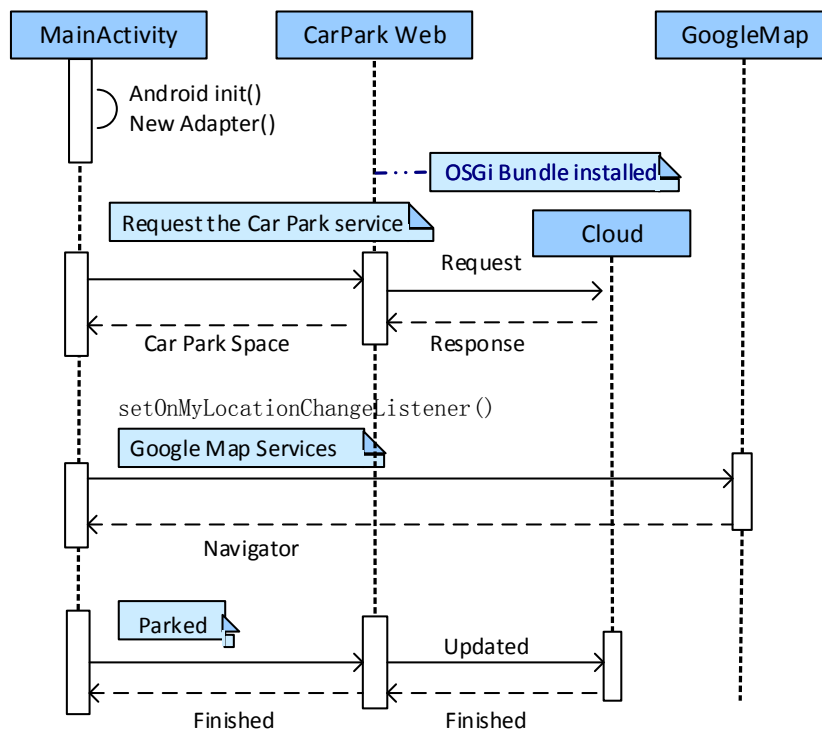 MainActivity
CarPark Web
GoogleMap
Android init()
New Adapter()
OSGi Bundle installed
Request the Car Park service
Cloud
Request
Car Park Space
Response
setOnMyLocationChangeListener()
Google Map Services
Navigator
Parked
Updated
Finished
Finished